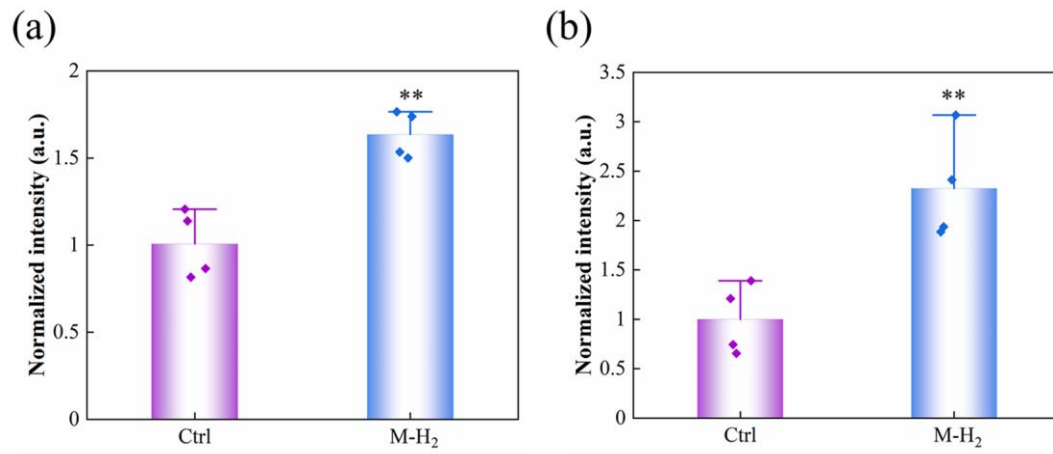 (a)
Normalized intensity (a.u.)
2
1.5
1
0.5
0
**
Ctrl
M-H₂
(b)
Normalized intensity (a.u.)
3.5
3
2.5
2
1.5
1
0.5
0
**
Ctrl
M-H₂